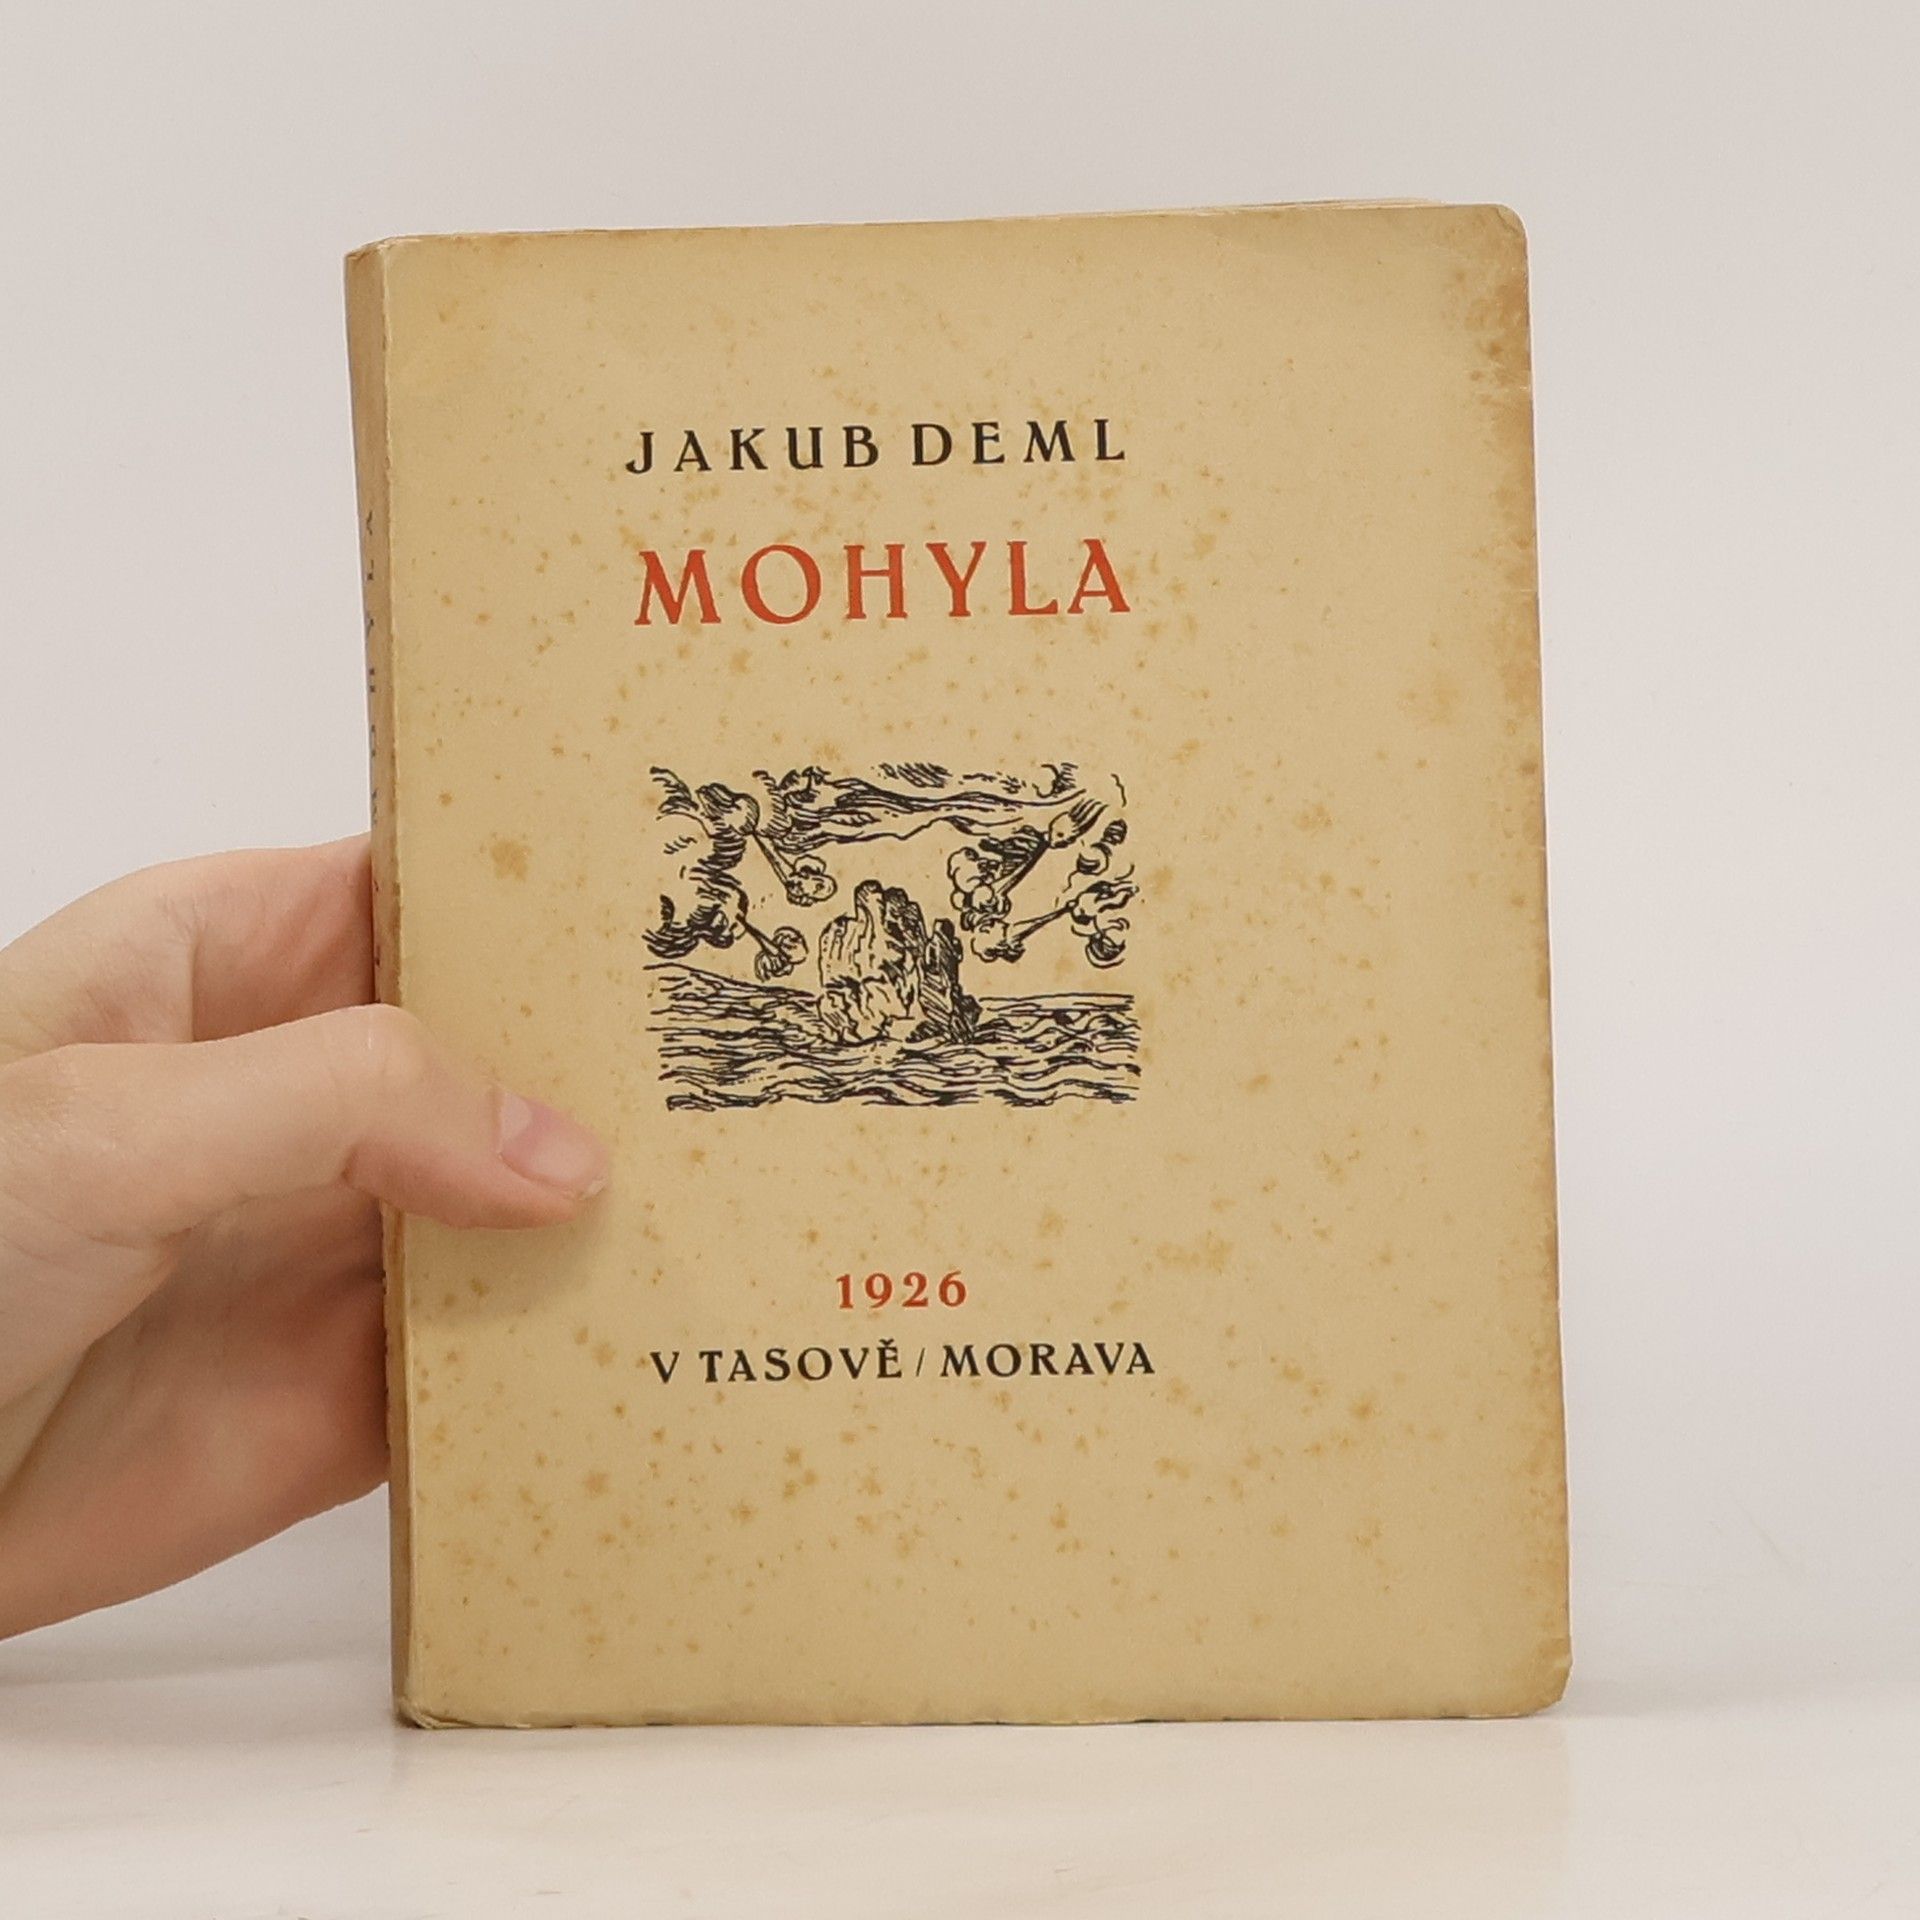 JAKUB DEML
MOHYLA
1926
V TASOVĚ / MORAVA